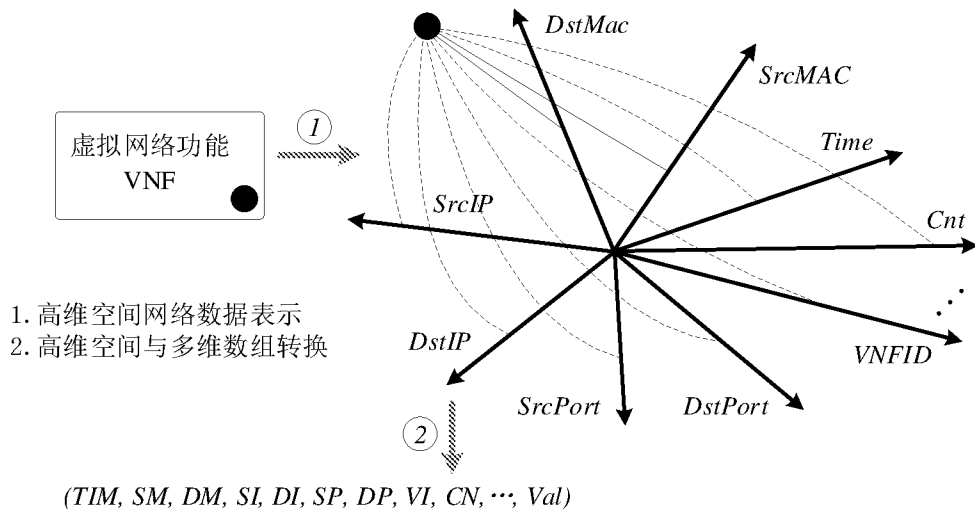 DstMac
SrcMAC
①
虚拟网络功能
VNF
Time
SrcIP
Cnt
1.高维空间网络数据表示
2.高维空间与多维数组转换
DstIP
VNFID
SrcPort
DstPort
②
(TIM, SM, DM, SI, DI, SP, DP, VI, CN, ⋯, Val)